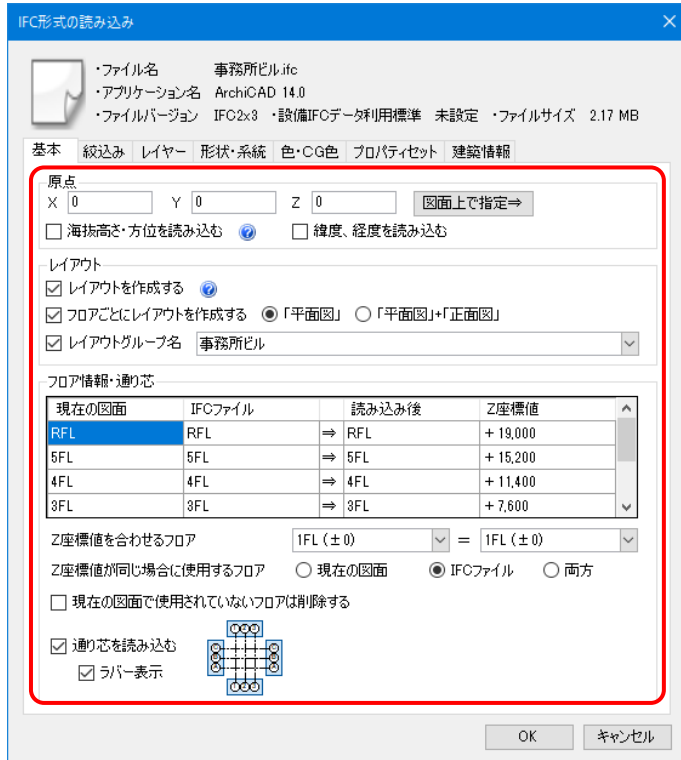 IFC形式の読み込み
・ファイル名 事務所ビル.ifc
・アプリケーション名 ArchiCAD 14.0
・ファイルバージョン IFC2x3 ・設備IFCデータ利用標準 未設定 ・ファイルサイズ 2.17 MB
基本 絞込み レイヤー 形状・系統 色・CG色 プロパティセット 建築情報
原点
X 0 Y 0 Z 0 図面上で指定⇒
海抜高さ・方位を読み込む ? 緯度、経度を読み込む
レイアウト
レイアウトを作成する ?
フロアごとにレイアウトを作成する 「平面図」 「平面図」+「正面図」
レイアウトグループ名 事務所ビル
フロア情報・通り芯
現在の図面 IFCファイル 読み込み後 Z座標値
RFL RFL ⇒ RFL + 19,000
5FL 5FL ⇒ 5FL + 15,200
4FL 4FL ⇒ 4FL + 11,400
3FL 3FL ⇒ 3FL + 7,600
Z座標値を合わせるフロア 1FL (±0) = 1FL (±0)
Z座標値が同じ場合に使用するフロア 現在の図面 IFCファイル 両方
現在の図面で使用されていないフロアは削除する
通り芯を読み込む
ラバー表示
OK キャンセル